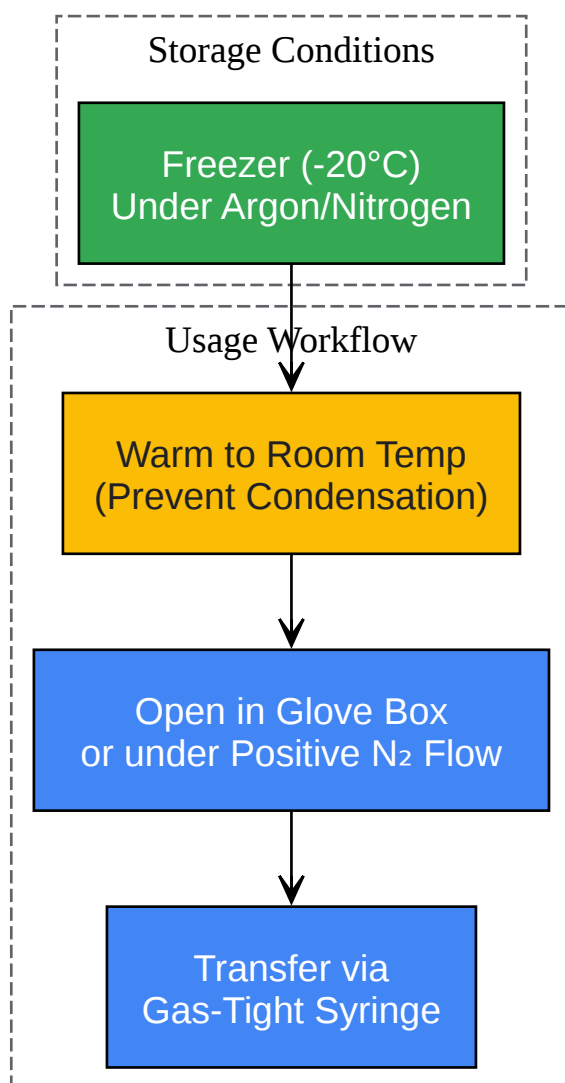 Storage Conditions
Freezer (-20°C)
Under Argon/Nitrogen
Usage Workflow
Warm to Room Temp
(Prevent Condensation)
Open in Glove Box
or under Positive N₂ Flow
Transfer via
Gas-Tight Syringe